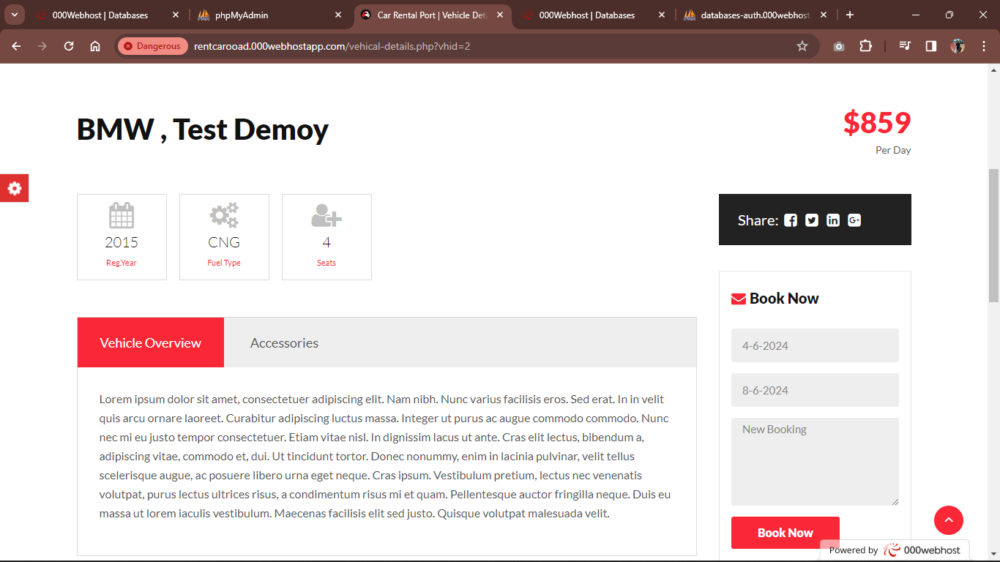 000Webhost | Databases
phpMyAdmin
Car Rental Port | Vehicle Deta
000Webhost | Databases
databases-auth.000webhost.
Dangerous
rentcarooad.000webhostapp.com/vehical-details.php?vhid=2
BMW , Test Demoy
$859
Per Day
2015
Reg.Year
CNG
Fuel Type
4
Seats
Share:
Book Now
4-6-2024
8-6-2024
New Booking
Book Now
Vehicle Overview
Accessories
Lorem ipsum dolor sit amet, consectetuer adipiscing elit. Nam nibh. Nunc varius facilisis eros. Sed erat. In in velit
quis arcu ornare laoreet. Curabitur adipiscing luctus massa. Integer ut purus ac augue commodo commodo. Nunc
nec mi eu justo tempor consectetuer. Etiam vitae nisl. In dignissim lacus ut ante. Cras elit lectus, bibendum a,
adipiscing vitae, commodo et, dui. Ut tincidunt tortor. Donec nonummy, enim in lacinia pulvinar, velit tellus
scelerisque augue, ac posuere libero urna eget neque. Cras ipsum. Vestibulum pretium, lectus nec venenatis
volutpat, purus lectus ultrices risus, a condimentum risus mi et quam. Pellentesque auctor fringilla neque. Duis eu
massa ut lorem iaculis vestibulum. Maecenas facilisis elit sed justo. Quisque volutpat malesuada velit.
Powered by 000webhost